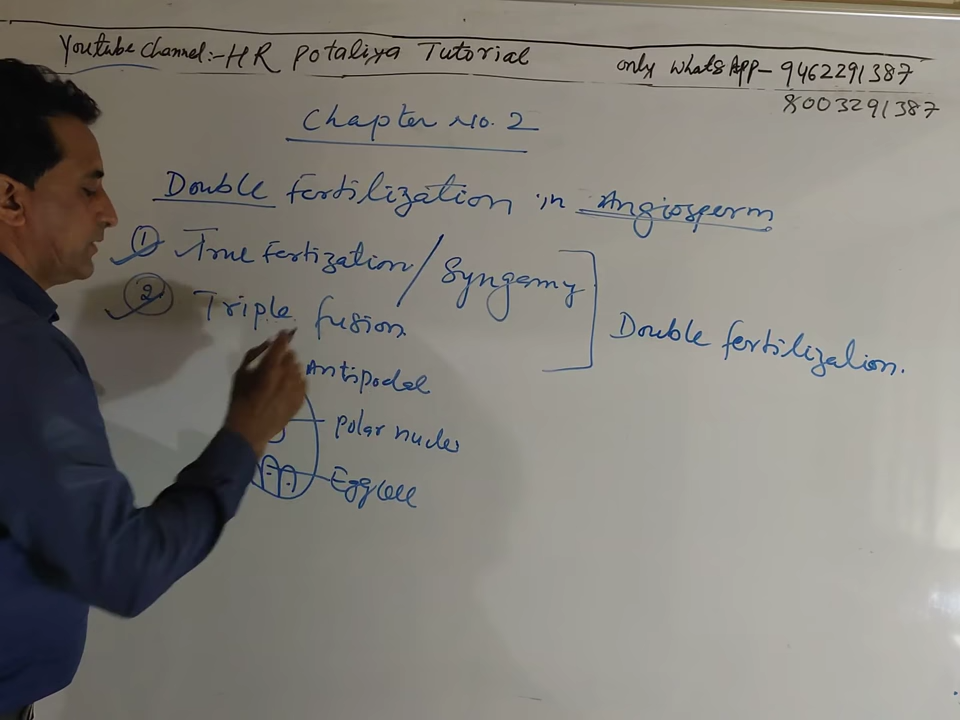 Youtube channel:- HR Potaliya Tutorial
only WhatsApp - 9462291387
8003291387
Chapter No. 2
Double fertilization in Angiosperm
1 True fertization / Syngamy
2 Triple fusion
Double fertilization.
Antipodal
polar nuclei
Egg cell